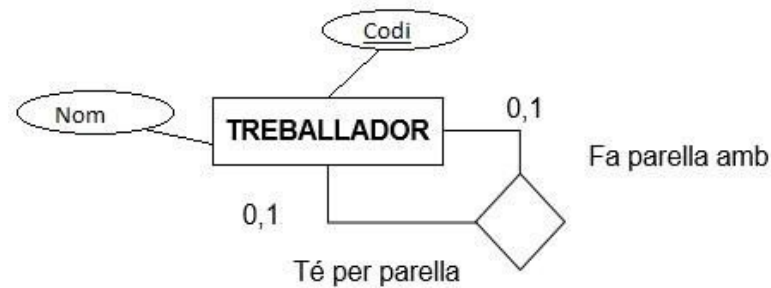 Codi
Nom
TREBALLADOR
0,1
Fa parella amb
0,1
Té per parella